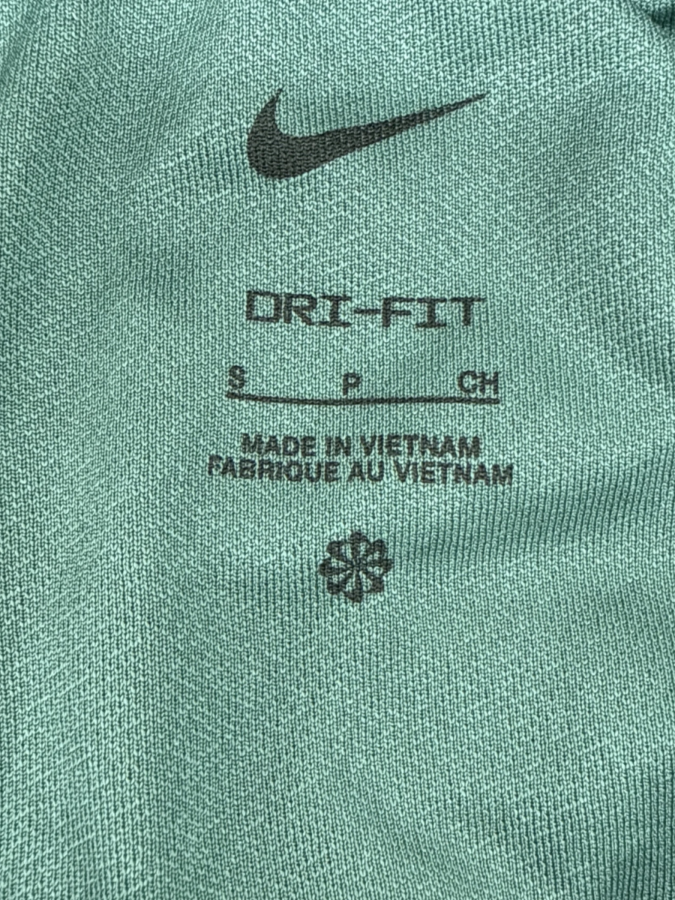 DRI-FIT
S P CH
MADE IN VIETNAM
FABRIQUE AU VIETNAM